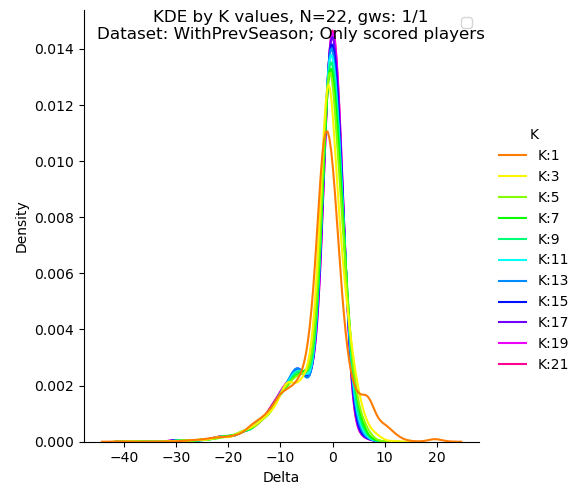 KDE by K values, N=22, gws: 1/1
Dataset: WithPrevSeason; Only scored players
0.014
0.012
0.010
0.008
0.006
0.004
0.002
0.000
Density
−40
−30
−20
−10
0
10
20
Delta
K
K:1
K:3
K:5
K:7
K:9
K:11
K:13
K:15
K:17
K:19
K:21